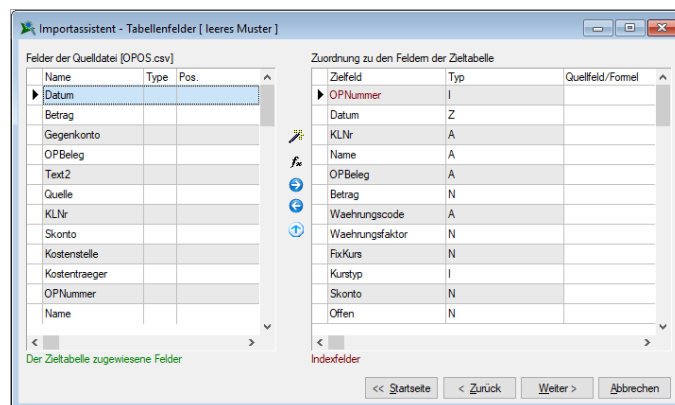 Importassistent - Tabellenfelder [ leeres Muster ]
Felder der Quelldatei [OPOS.csv]
Name Type Pos.
Datum
Betrag
Gegenkonto
OPBeleg
Text2
Quelle
KLNr
Skonto
Kostenstelle
Kostentraeger
OPNummer
Name
Der Zieltabelle zugewiesene Felder
fx
Zuordnung zu den Feldern der Zieltabelle
Zielfeld Typ Quellfeld/Formel
OPNummer I
Datum Z
KLNr A
Name A
OPBeleg A
Betrag N
Waehrungscode A
Waehrungsfaktor N
FixKurs N
Kurstyp I
Skonto N
Offen N
Indexfelder
<< Startseite < Zurück Weiter > Abbrechen